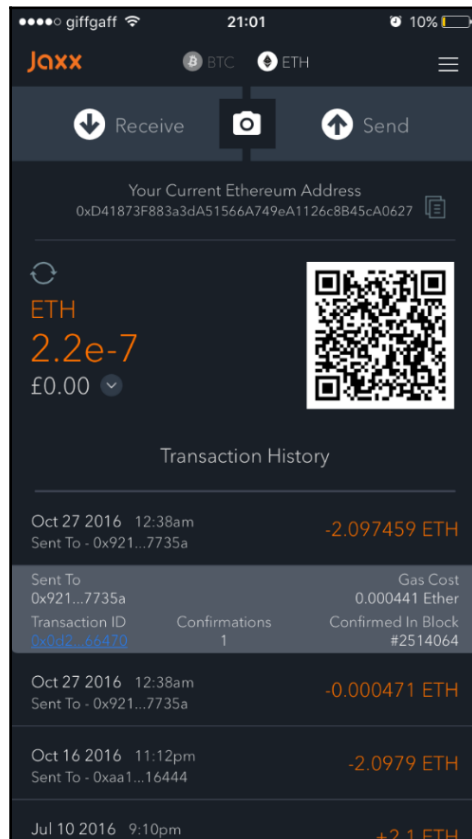 giffgaff 21:01 10%
Jaxx BTC ETH
Receive Send
Your Current Ethereum Address
0xD41873F883a3dA51566A749eA1126c8B45cA0627
ETH
2.2e-7
£0.00
Transaction History
Oct 27 2016 12:38am -2.097459 ETH
Sent To - 0x921...7735a
Sent To Gas Cost
0x921...7735a 0.000441 Ether
Transaction ID Confirmations Confirmed In Block
0x0d2...66470 1 #2514064
Oct 27 2016 12:38am -0.000471 ETH
Sent To - 0x921...7735a
Oct 16 2016 11:12pm -2.0979 ETH
Sent To - 0xaa1...16444
Jul 10 2016 9:10pm +2.1 ETH